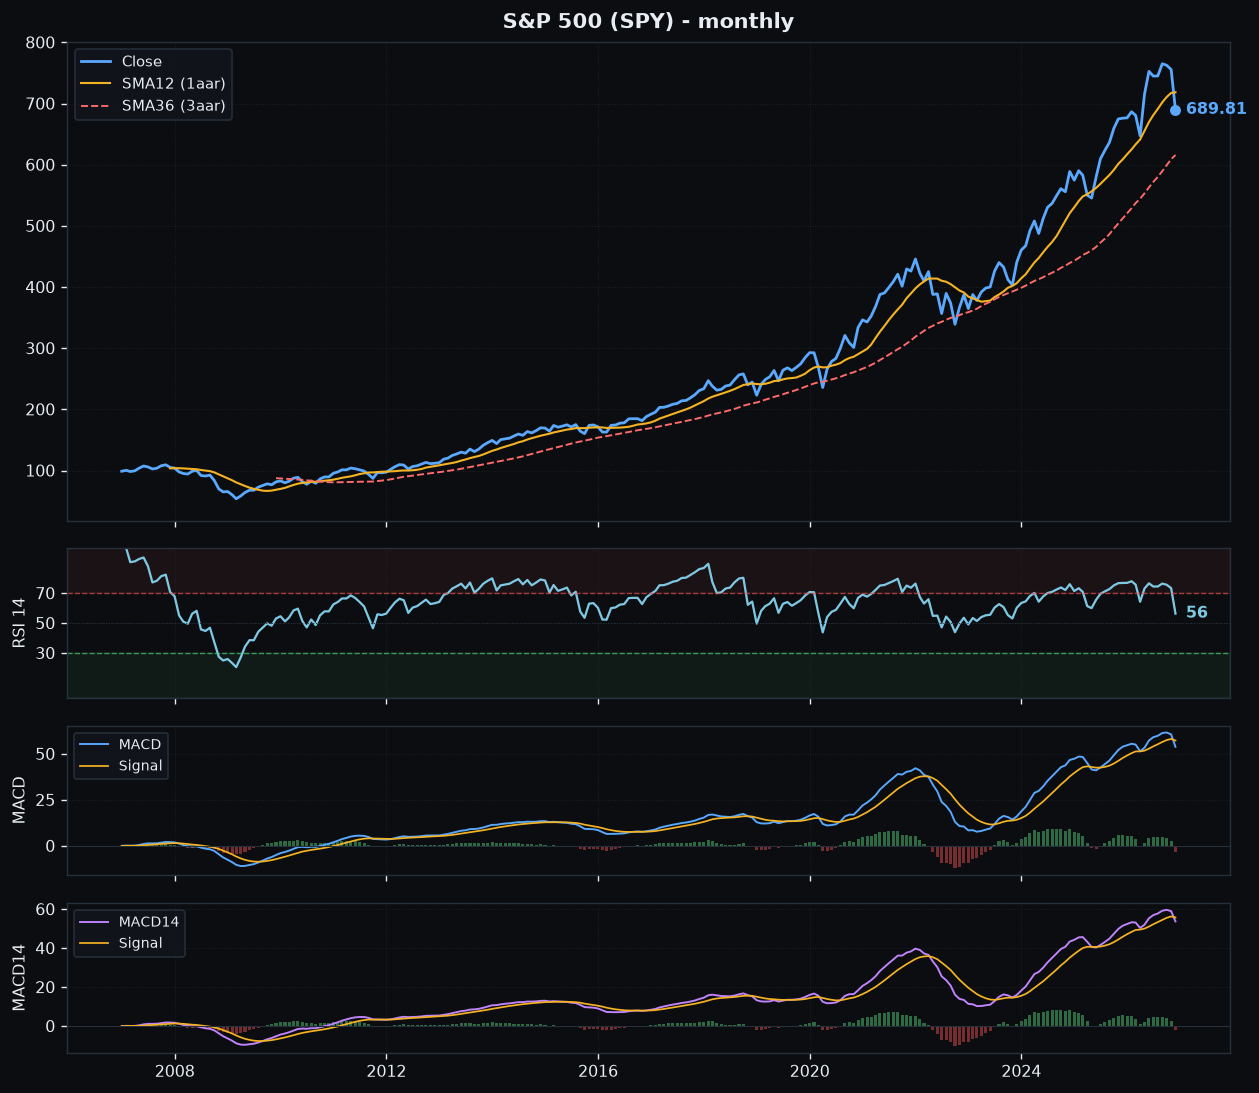 S&P 500 (SPY) - monthly
800
700
600
500
400
300
200
100
Close
SMA12 (1aar)
SMA36 (3aar)
689.81
RSI 14
70
50
30
56
MACD
50
25
0
MACD
Signal
MACD14
60
40
20
0
MACD14
Signal
2008
2012
2016
2020
2024